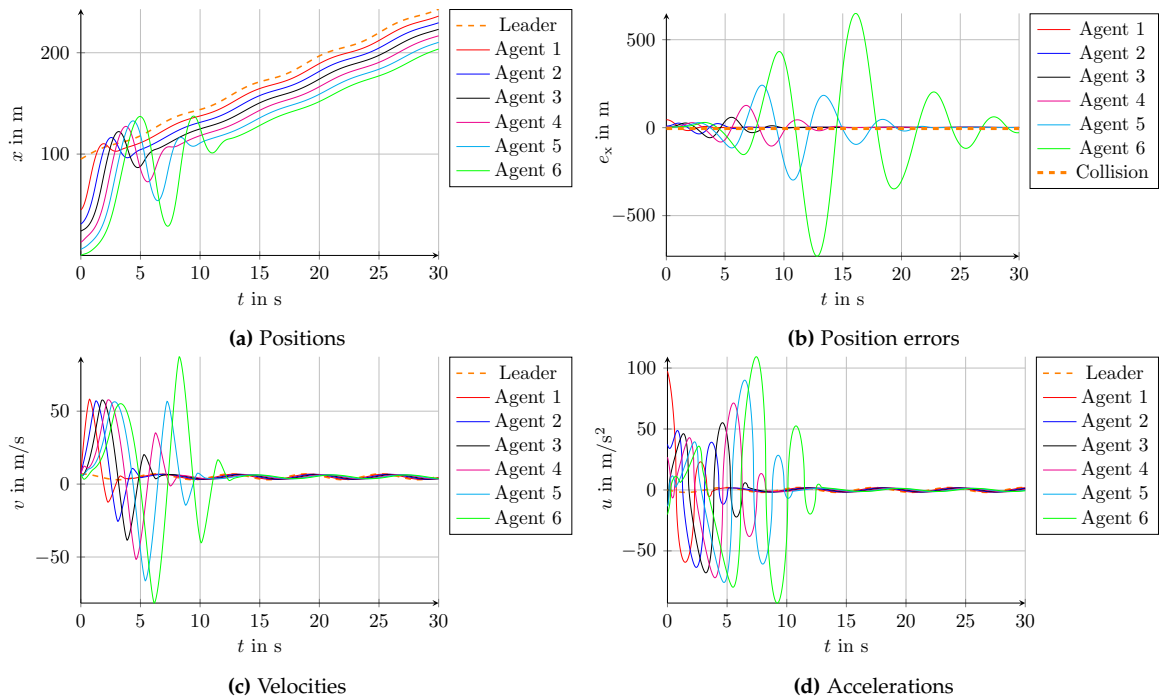 200
100
0 5 10 15 20 25 30
x in m
t in s
Leader
Agent 1
Agent 2
Agent 3
Agent 4
Agent 5
Agent 6
(a) Positions
500
0
−500
0 5 10 15 20 25 30
eₓ in m
t in s
Agent 1
Agent 2
Agent 3
Agent 4
Agent 5
Agent 6
Collision
(b) Position errors
50
0
−50
0 5 10 15 20 25 30
v in m/s
t in s
Leader
Agent 1
Agent 2
Agent 3
Agent 4
Agent 5
Agent 6
(c) Velocities
100
50
0
−50
0 5 10 15 20 25 30
u in m/s²
t in s
Leader
Agent 1
Agent 2
Agent 3
Agent 4
Agent 5
Agent 6
(d) Accelerations